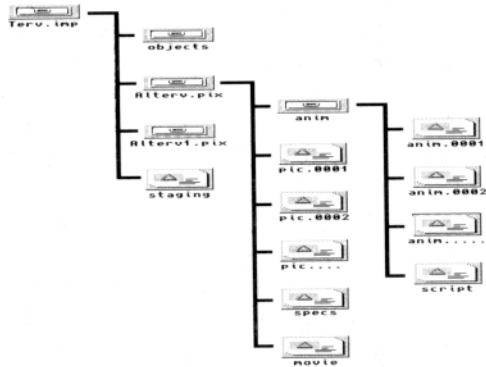 Terv.imp
objects
Alterv.pix
Alterv1.pix
staging
anim
pic.0001
pic.0002
pic....
specs
movie
anim.0001
anim.0002
anim.....
script